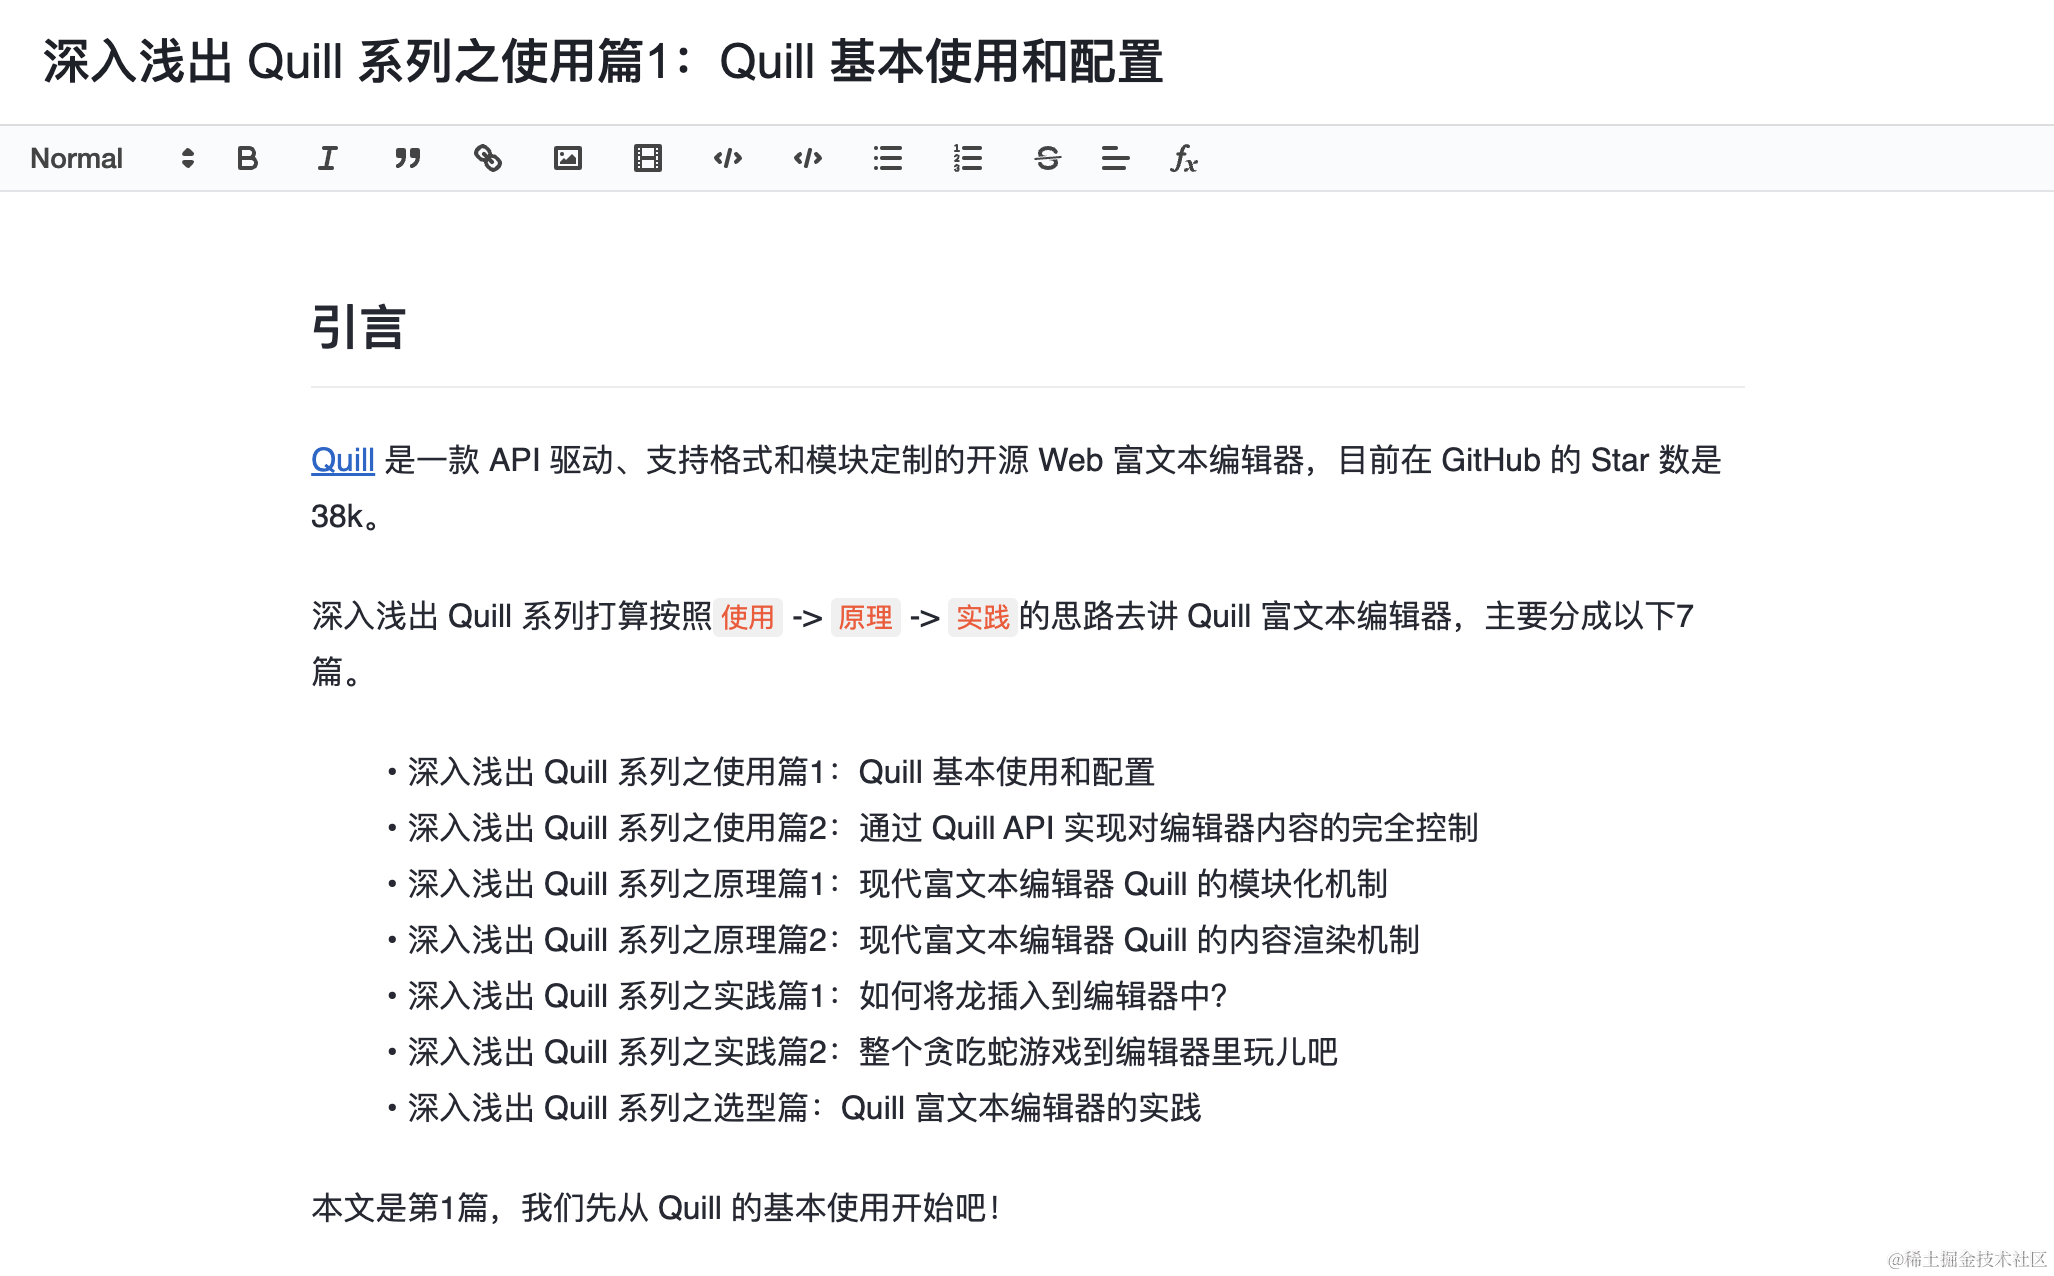 深入浅出 Quill 系列之使用篇1：Quill 基本使用和配置
Normal
引言
Quill 是一款 API 驱动、支持格式和模块定制的开源 Web 富文本编辑器，目前在 GitHub 的 Star 数是
38k。
深入浅出 Quill 系列打算按照 使用 -> 原理 -> 实践 的思路去讲 Quill 富文本编辑器，主要分成以下7
篇。
• 深入浅出 Quill 系列之使用篇1：Quill 基本使用和配置
• 深入浅出 Quill 系列之使用篇2：通过 Quill API 实现对编辑器内容的完全控制
• 深入浅出 Quill 系列之原理篇1：现代富文本编辑器 Quill 的模块化机制
• 深入浅出 Quill 系列之原理篇2：现代富文本编辑器 Quill 的内容渲染机制
• 深入浅出 Quill 系列之实践篇1：如何将龙插入到编辑器中？
• 深入浅出 Quill 系列之实践篇2：整个贪吃蛇游戏到编辑器里玩儿吧
• 深入浅出 Quill 系列之选型篇：Quill 富文本编辑器的实践
本文是第1篇，我们先从 Quill 的基本使用开始吧！
@稀土掘金技术社区